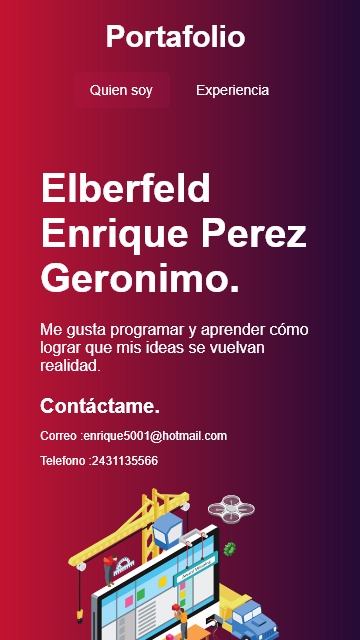 Portafolio
Quien soy
Experiencia
Elberfeld
Enrique Perez
Geronimo.
Me gusta programar y aprender cómo
lograr que mis ideas se vuelvan
realidad.
Contáctame.
Correo :enrique5001@hotmail.com
Telefono :2431135566